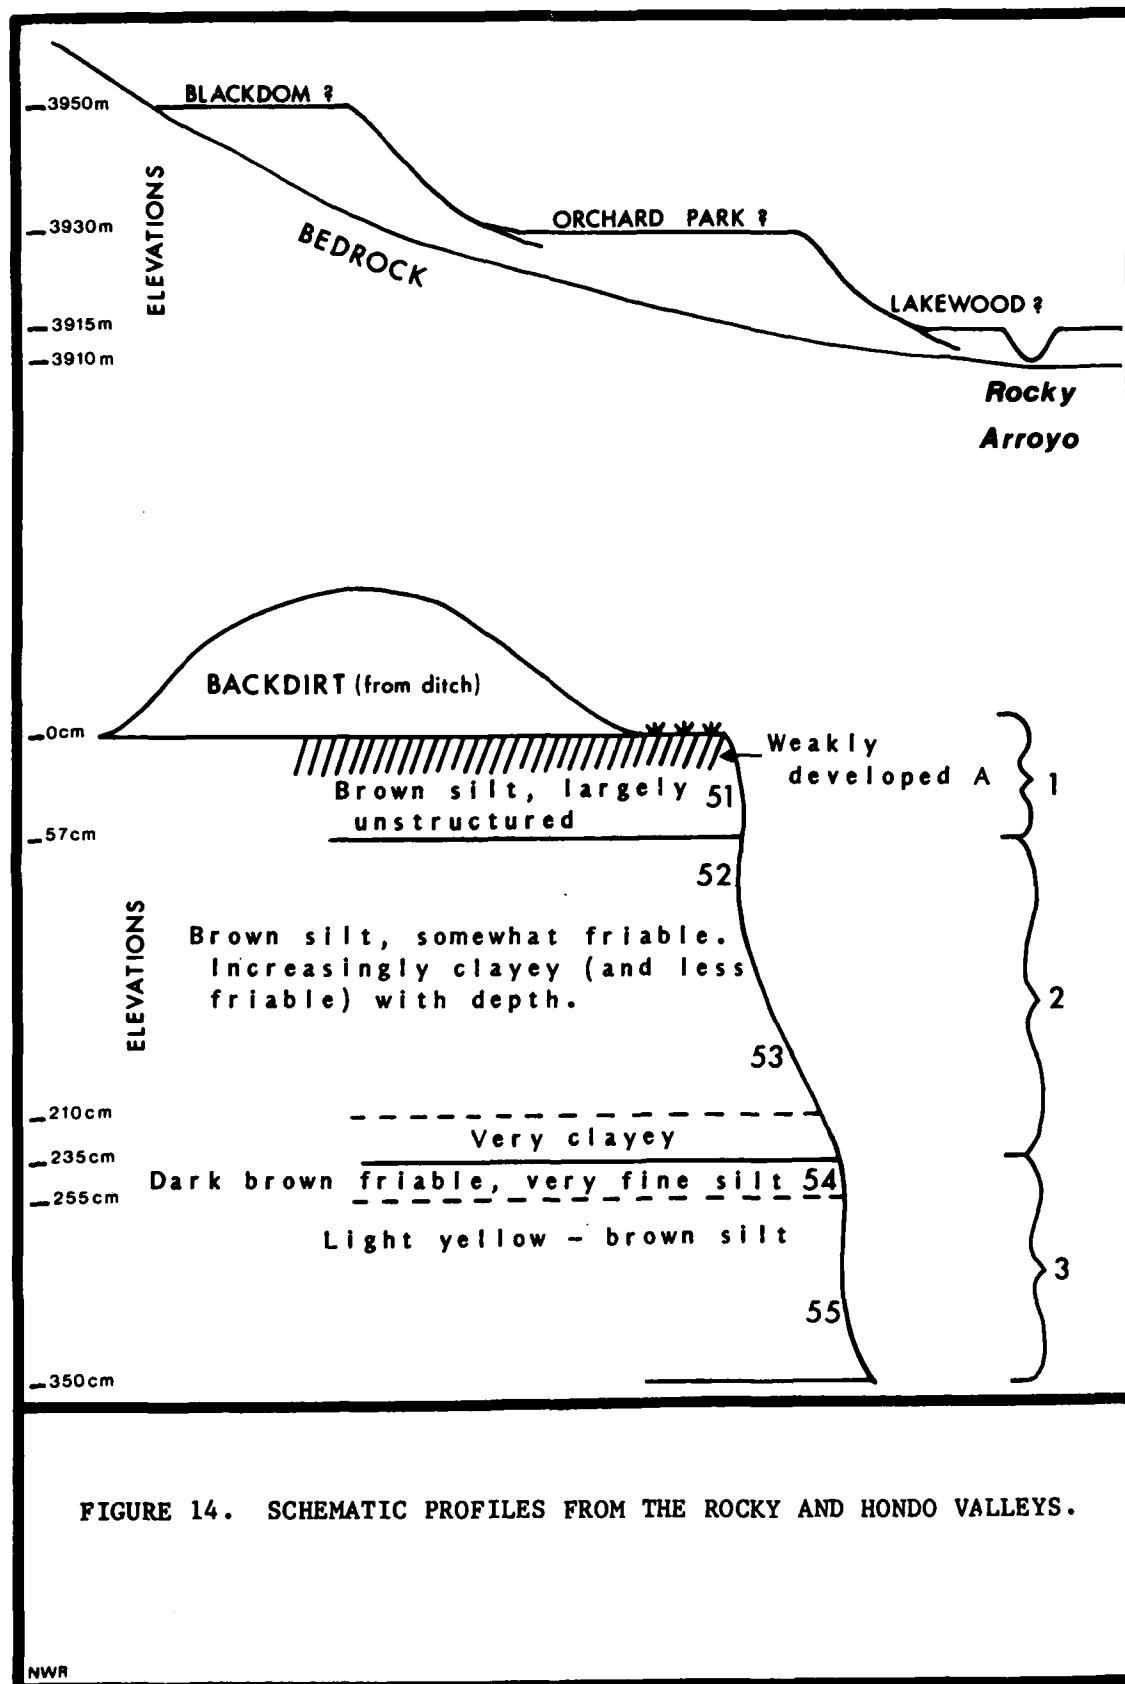 BLACKDOM ?
3950m
ELEVATIONS
3930m
ORCHARD PARK ?
BEDROCK
LAKEWOOD ?
3915m
3910m
Rocky
Arroyo
BACKDIRT (from ditch)
0cm
Weakly
developed A
1
Brown silt, largely
unstructured
51
57cm
52
ELEVATIONS
Brown silt, somewhat friable.
Increasingly clayey (and less
friable) with depth.
2
53
210cm
Very clayey
235cm
Dark brown friable, very fine silt 54
255cm
Light yellow - brown silt
3
55
350cm
FIGURE 14. SCHEMATIC PROFILES FROM THE ROCKY AND HONDO VALLEYS.
NWR